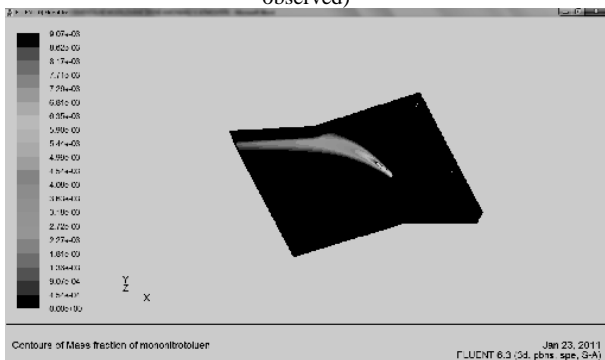 observed)
9.07e-03
8.62e-03
8.17e-03
7.71e-03
7.26e-03
6.81e-03
6.35e-03
5.90e-03
5.44e-03
4.99e-03
4.54e-03
4.08e-03
3.63e-03
3.18e-03
2.72e-03
2.27e-03
1.81e-03
1.36e-03
9.07e-04
4.54e-04
0.00e+00
Y
Z
X
Contours of Mass fraction of mononitrotoluen
Jan 23, 2011
FLUENT 6.3 (3d, pbns, spe, S-A)